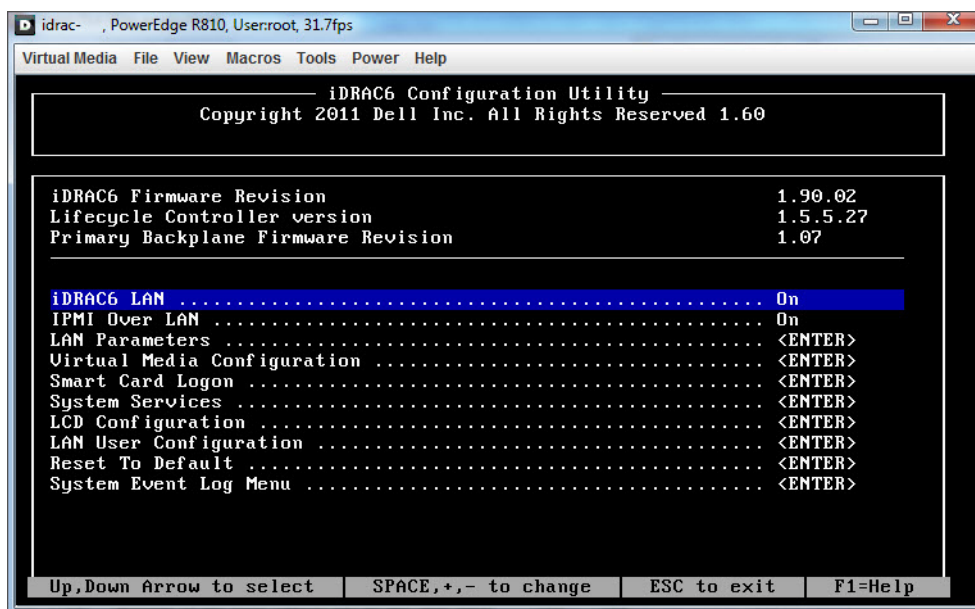 idrac- , PowerEdge R810, User:root, 31.7fps
Virtual Media File View Macros Tools Power Help
iDRAC6 Configuration Utility
Copyright 2011 Dell Inc. All Rights Reserved 1.60
iDRAC6 Firmware Revision 1.90.02
Lifecycle Controller version 1.5.5.27
Primary Backplane Firmware Revision 1.07
iDRAC6 LAN ................................................... On
IPMI Over LAN ................................................ On
LAN Parameters ............................................... <ENTER>
Virtual Media Configuration .................................. <ENTER>
Smart Card Logon ............................................. <ENTER>
System Services .............................................. <ENTER>
LCD Configuration ............................................ <ENTER>
LAN User Configuration ....................................... <ENTER>
Reset To Default ............................................. <ENTER>
System Event Log Menu ........................................ <ENTER>
Up,Down Arrow to select SPACE,+,- to change ESC to exit F1=Help